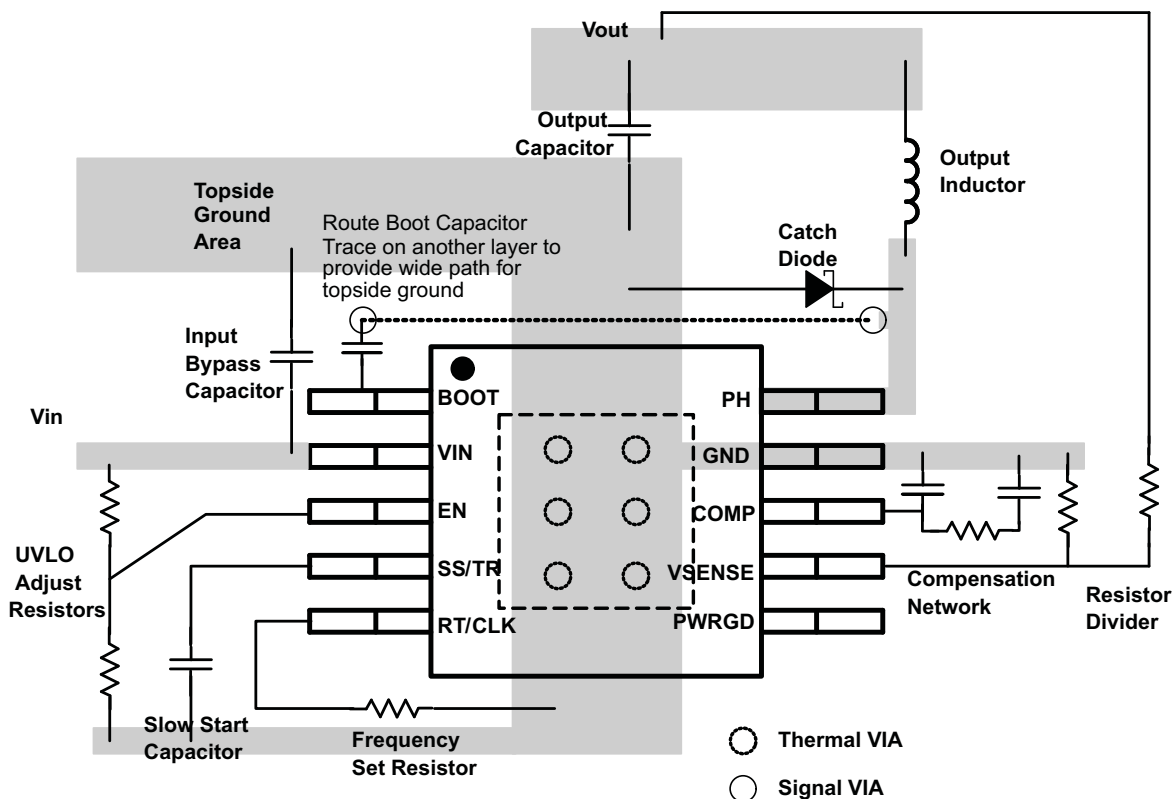 Vout
Output
Capacitor
Output
Inductor
Topside
Ground
Area
Route Boot Capacitor
Trace on another layer to
provide wide path for
topside ground
Catch
Diode
Input
Bypass
Capacitor
Vin
BOOT
VIN
EN
SS/TR
RT/CLK
PH
GND
COMP
VSENSE
PWRGD
UVLO
Adjust
Resistors
Compensation
Network
Resistor
Divider
Slow Start
Capacitor
Frequency
Set Resistor
Thermal VIA
Signal VIA